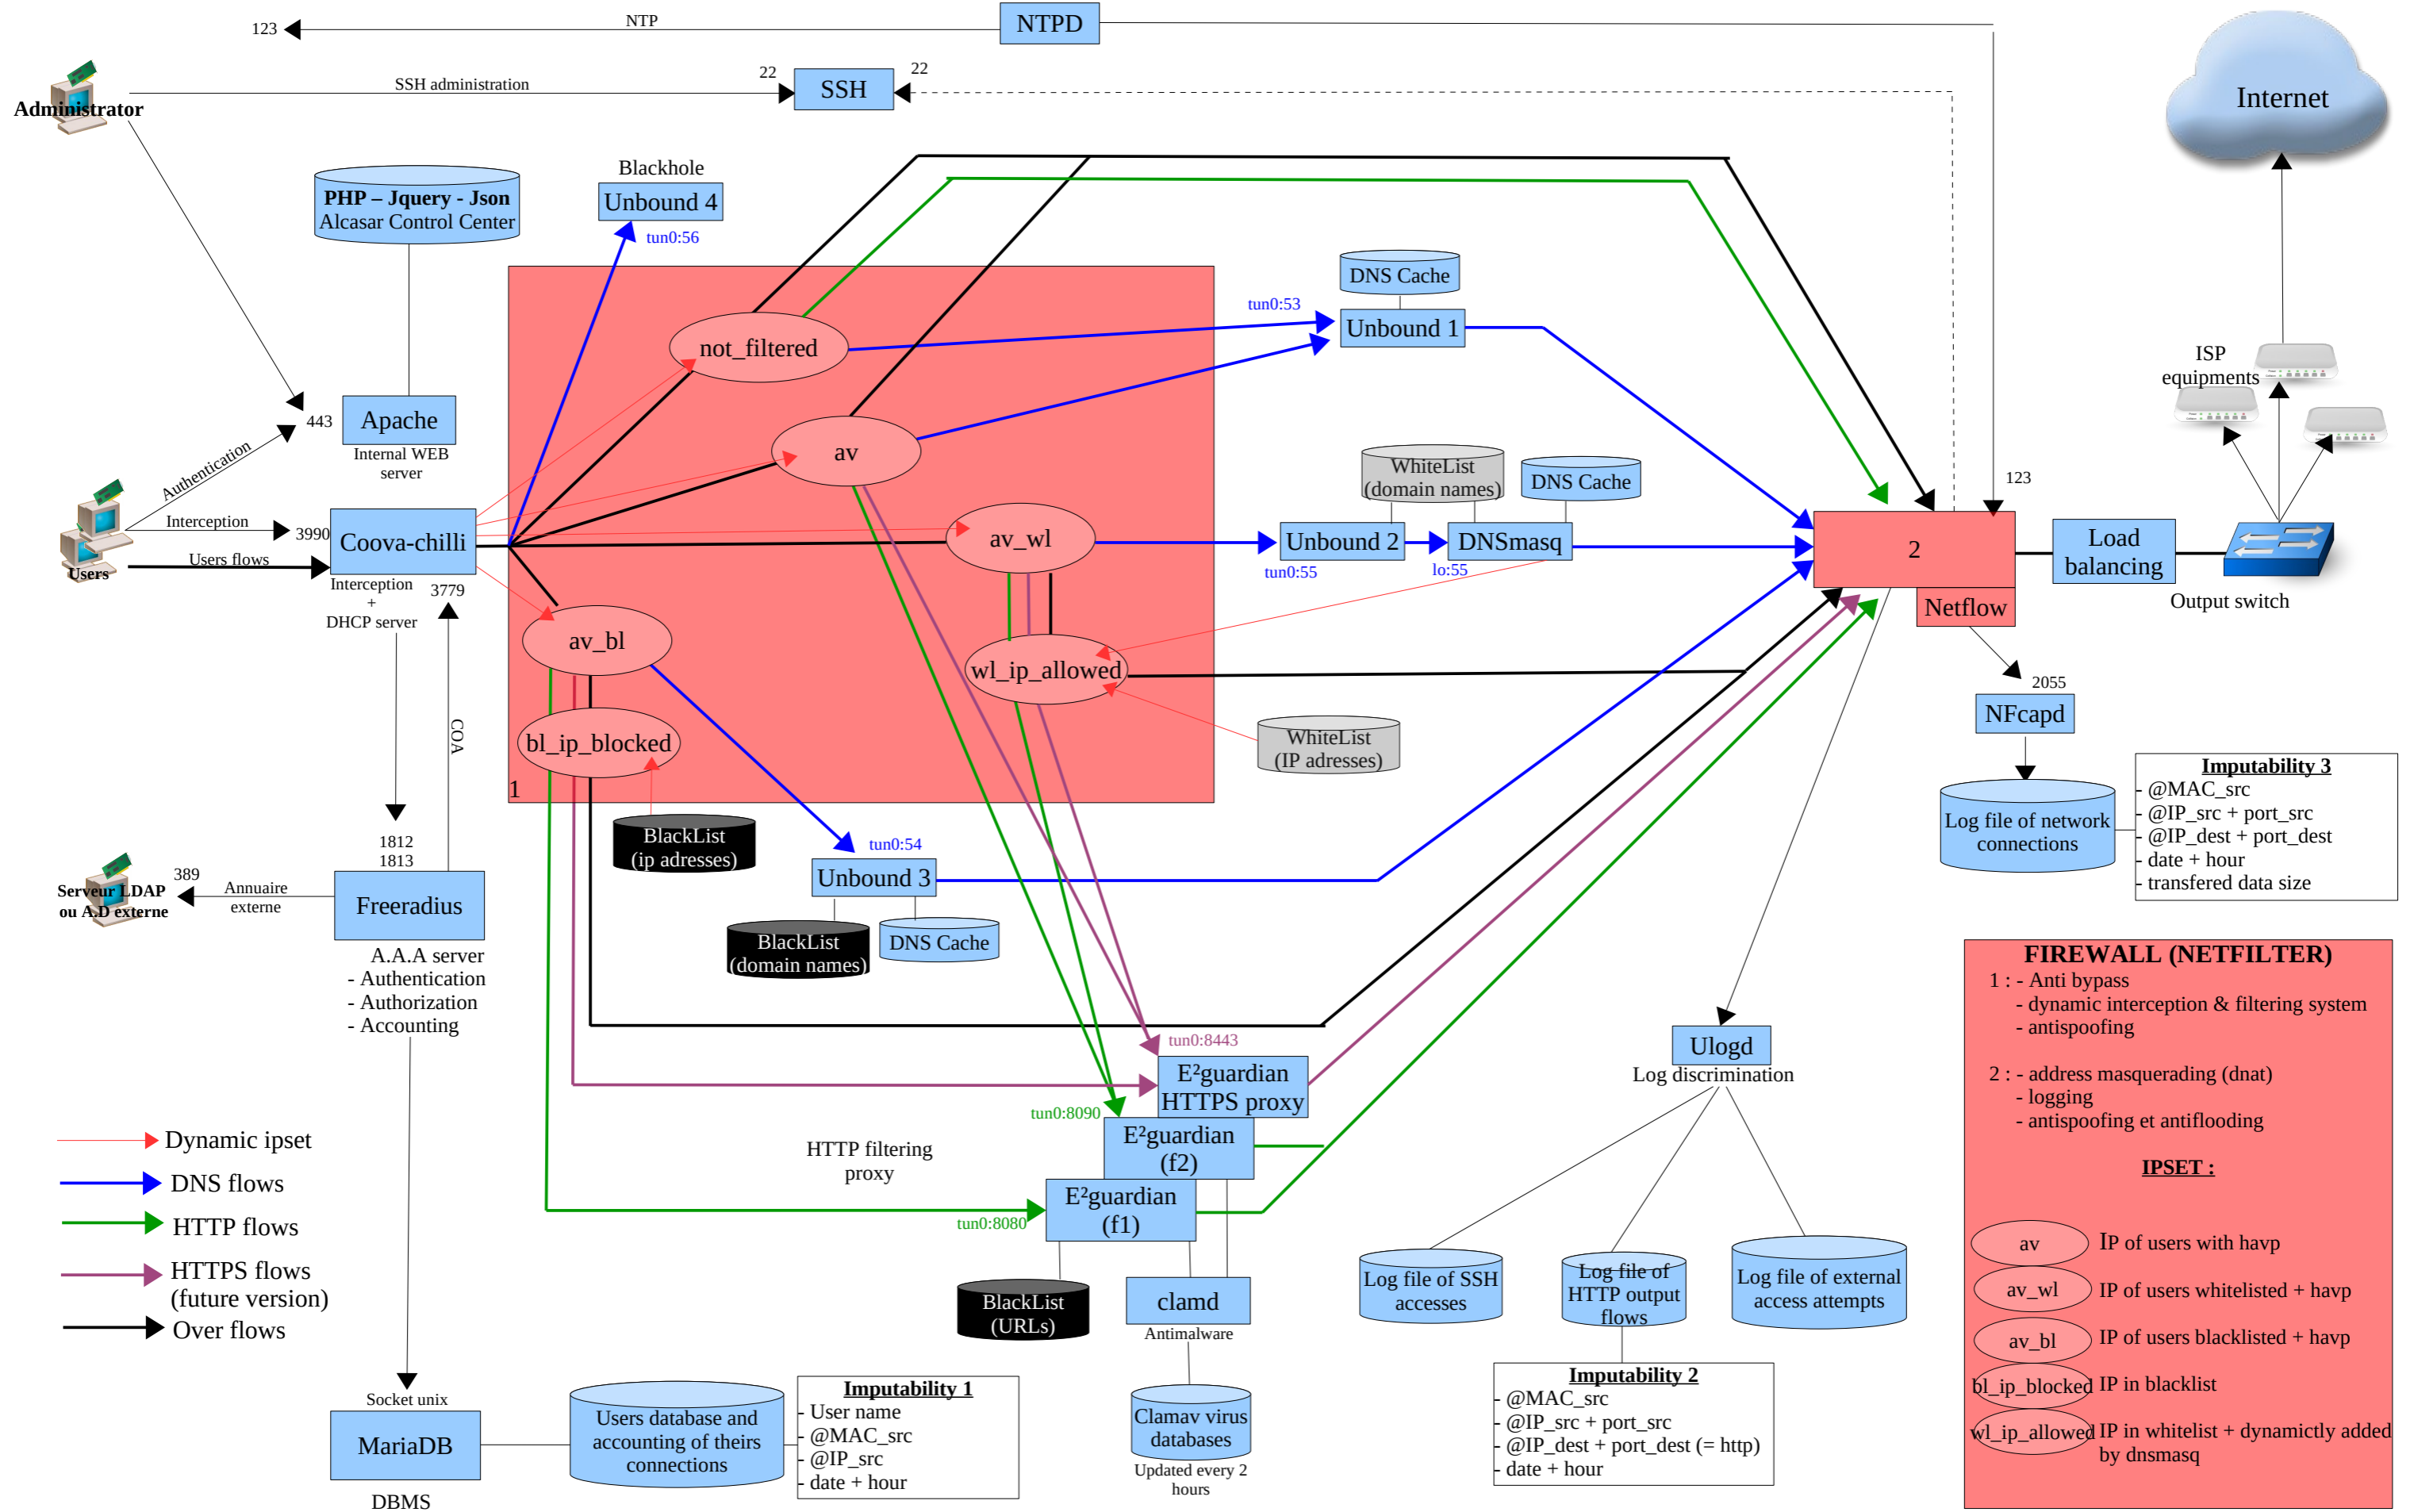 NTP
123
NTPD
22
22
SSH administration
SSH
Administrator
Internet
Blackhole
Unbound 4
tun0:56
PHP – Jquery - Json
Alcasar Control Center
DNS Cache
tun0:53
Unbound 1
not_filtered
ISP
equipments
443
Apache
Internal WEB
server
Authentication
av
WhiteList
(domain names)
DNS Cache
123
Interception
3990
Coova-chilli
Users flows
Users
Interception
+
DHCP server
3779
av_wl
Unbound 2
tun0:55
DNSmasq
lo:55
2
Netflow
Load
balancing
Output switch
av_bl
wl_ip_allowed
2055
NFcapd
COA
bl_ip_blocked
WhiteList
(IP adresses)
1
Imputability 3
- @MAC_src
- @IP_src + port_src
- @IP_dest + port_dest
- date + hour
- transfered data size
Log file of network
connections
BlackList
(ip adresses)
1812
1813
tun0:54
Unbound 3
389
Annuaire
externe
Serveur LDAP
ou A.D externe
Freeradius
BlackList
(domain names)
DNS Cache
A.A.A server
- Authentication
- Authorization
- Accounting
FIREWALL (NETFILTER)
1 : - Anti bypass
- dynamic interception & filtering system
- antispoofing
2 : - address masquerading (dnat)
- logging
- antispoofing et antiflooding
IPSET :
av
IP of users with havp
av_wl
IP of users whitelisted + havp
av_bl
IP of users blacklisted + havp
bl_ip_blocked
IP in blacklist
wl_ip_allowed
IP in whitelist + dynamictly added
by dnsmasq
tun0:8443
E²guardian
HTTPS proxy
Ulogd
Log discrimination
tun0:8090
E²guardian
(f2)
HTTP filtering
proxy
E²guardian
(f1)
tun0:8080
Dynamic ipset
DNS flows
HTTP flows
HTTPS flows
(future version)
Over flows
BlackList
(URLs)
clamd
Antimalware
Log file of SSH
accesses
Log file of
HTTP output
flows
Log file of external
access attempts
Imputability 2
- @MAC_src
- @IP_src + port_src
- @IP_dest + port_dest (= http)
- date + hour
Socket unix
MariaDB
DBMS
Users database and
accounting of theirs
connections
Imputability 1
- User name
- @MAC_src
- @IP_src
- date + hour
Clamav virus
databases
Updated every 2
hours